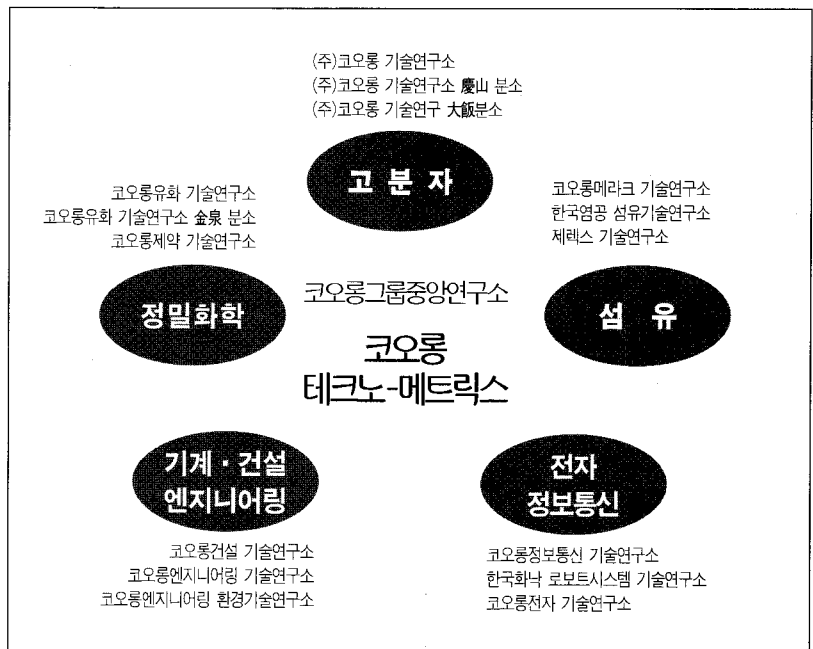 (주)코오롱 기술연구소
(주)코오롱 기술연구소 慶山 분소
(주)코오롱 기술연구 大飯분소
고 분 자
코오롱유화 기술연구소
코오롱유화 기술연구소 金泉 분소
코오롱제약 기술연구소
정밀화학
코오롱메라크 기술연구소
한국염공 섬유기술연구소
제렉스 기술연구소
섬 유
코오롱그룹중앙연구소
코오롱
테크노-메트릭스
기계·건설
엔지니어링
코오롱건설 기술연구소
코오롱엔지니어링 기술연구소
코오롱엔지니어링 환경기술연구소
전자
정보통신
코오롱정보통신 기술연구소
한국화낙 로보트시스템 기술연구소
코오롱전자 기술연구소